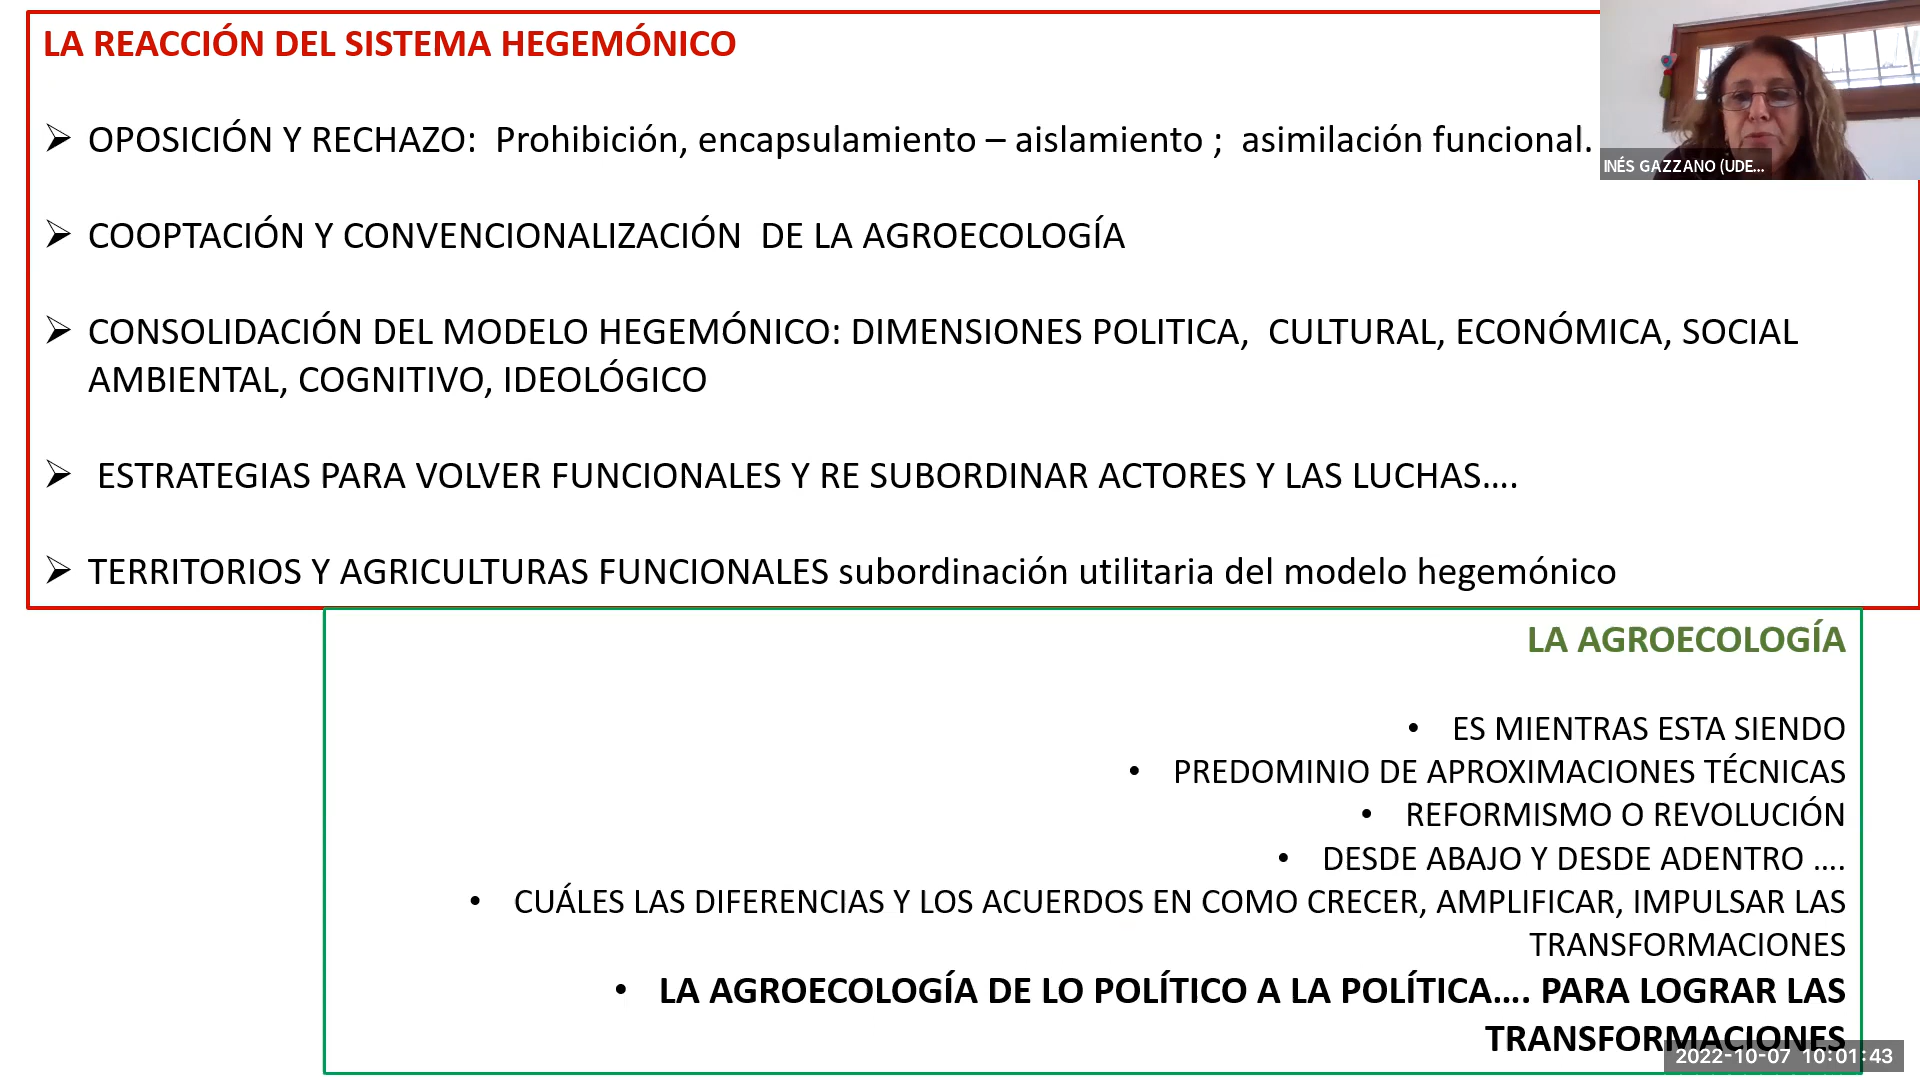 LA REACCIÓN DEL SISTEMA HEGEMÓNICO
➢ OPOSICIÓN Y RECHAZO: Prohibición, encapsulamiento – aislamiento ; asimilación funcional.
INÉS GAZZANO (UDE...
➢ COOPTACIÓN Y CONVENCIONALIZACIÓN DE LA AGROECOLOGÍA
➢ CONSOLIDACIÓN DEL MODELO HEGEMÓNICO: DIMENSIONES POLITICA, CULTURAL, ECONÓMICA, SOCIAL
AMBIENTAL, COGNITIVO, IDEOLÓGICO
➢ ESTRATEGIAS PARA VOLVER FUNCIONALES Y RE SUBORDINAR ACTORES Y LAS LUCHAS….
➢ TERRITORIOS Y AGRICULTURAS FUNCIONALES subordinación utilitaria del modelo hegemónico
LA AGROECOLOGÍA
• ES MIENTRAS ESTA SIENDO
• PREDOMINIO DE APROXIMACIONES TÉCNICAS
• REFORMISMO O REVOLUCIÓN
• DESDE ABAJO Y DESDE ADENTRO ….
• CUÁLES LAS DIFERENCIAS Y LOS ACUERDOS EN COMO CRECER, AMPLIFICAR, IMPULSAR LAS
TRANSFORMACIONES
• LA AGROECOLOGÍA DE LO POLÍTICO A LA POLÍTICA…. PARA LOGRAR LAS
TRANSFORMACIONES
2022-10-07 10:01:43